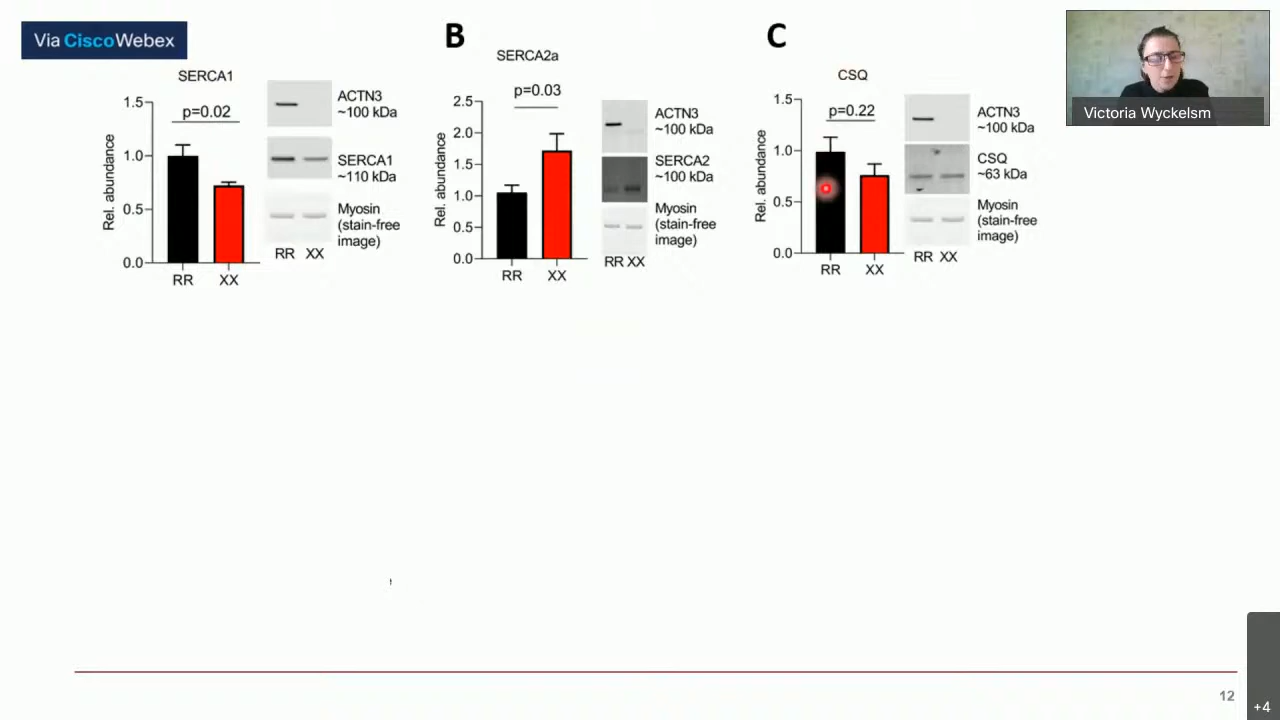 Via CiscoWebex
SERCA1
1.5
1.0
0.5
0.0
Rel. abundance
p=0.02
RR
XX
ACTN3
~100 kDa
SERCA1
~110 kDa
Myosin
(stain-free
image)
RR XX
B
SERCA2a
2.5
2.0
1.5
1.0
0.5
0.0
Rel. abundance
p=0.03
RR
XX
ACTN3
~100 kDa
SERCA2
~100 kDa
Myosin
(stain-free
image)
RR XX
C
CSQ
1.5
1.0
0.5
0.0
Rel. abundance
p=0.22
RR
XX
ACTN3
~100 kDa
CSQ
~63 kDa
Myosin
(stain-free
image)
RR XX
Victoria Wyckelsm
12
+4